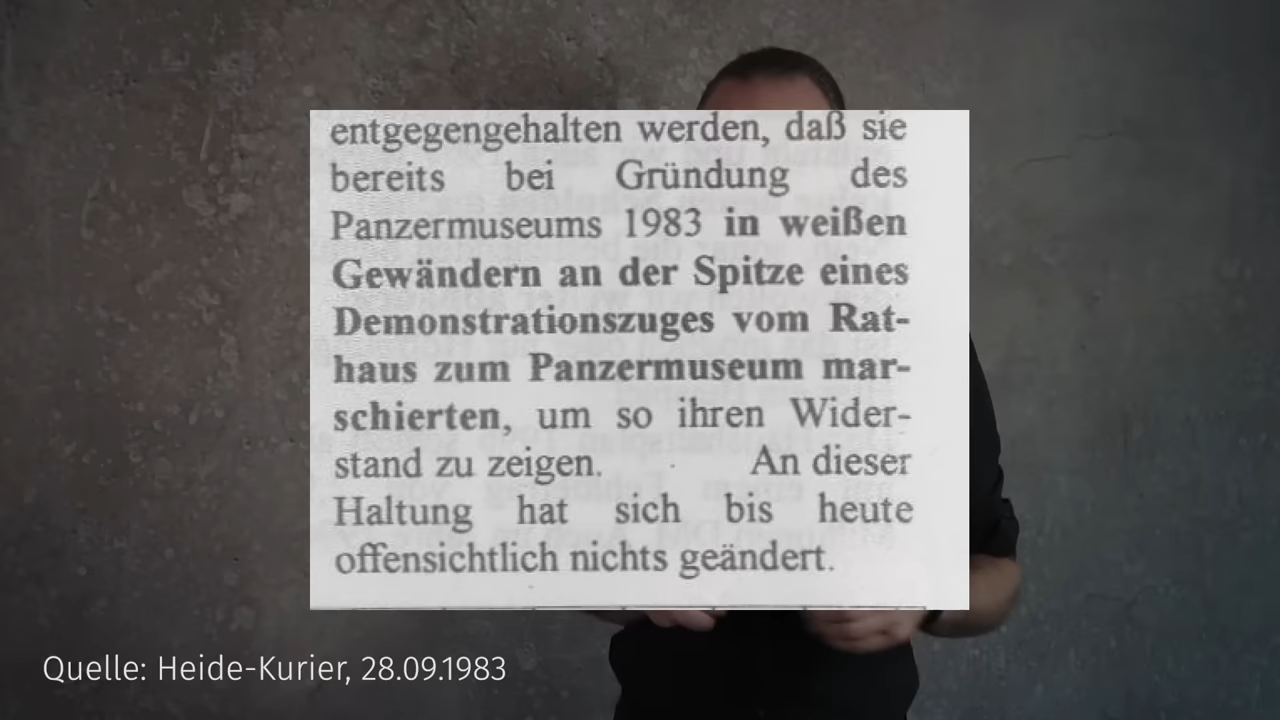 entgegengehalten werden, daß sie
bereits bei Gründung des
Panzermuseums 1983 in weißen
Gewändern an der Spitze eines
Demonstrationszuges vom Rat-
haus zum Panzermuseum mar-
schierten, um so ihren Wider-
stand zu zeigen. An dieser
Haltung hat sich bis heute
offensichtlich nichts geändert.
Quelle: Heide-Kurier, 28.09.1983